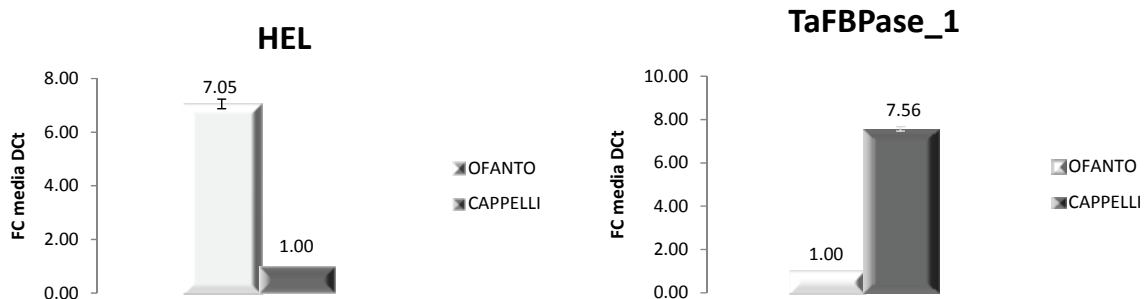 HEL
8.00
6.00
4.00
2.00
0.00
FC media DCt
7.05
1.00
OFANTO
CAPPELLI
TaFBPase_1
10.00
8.00
6.00
4.00
2.00
0.00
FC media DCt
1.00
7.56
OFANTO
CAPPELLI